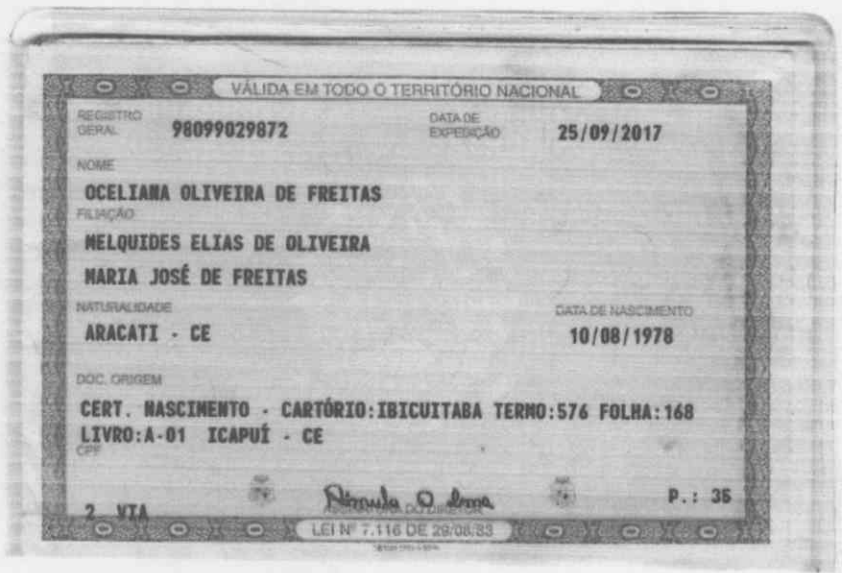 VÁLIDA EM TODO O TERRITÓRIO NACIONAL
REGISTRO GERAL 98099029872 DATA DE EXPEDIÇÃO 25/09/2017
NOME
OCELIANA OLIVEIRA DE FREITAS
FILIAÇÃO
MELQUIDES ELIAS DE OLIVEIRA
MARIA JOSÉ DE FREITAS
NATURALIDADE DATA DE NASCIMENTO
ARACATI - CE 10/08/1978
DOC. ORIGEM
CERT. NASCIMENTO - CARTÓRIO:IBICUITABA TERMO:576 FOLHA:168
LIVRO:A-01 ICAPUÍ - CE
CPF
2 VIA P.: 35
ASSINATURA DO DIRETOR
LEI Nº 7.116 DE 29/08/83